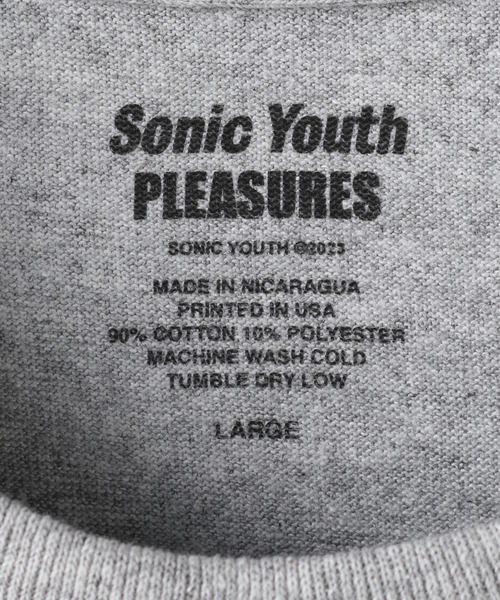 Sonic Youth
PLEASURES
SONIC YOUTH ©2023
MADE IN NICARAGUA
PRINTED IN USA
90% COTTON 10% POLYESTER
MACHINE WASH COLD
TUMBLE DRY LOW
LARGE